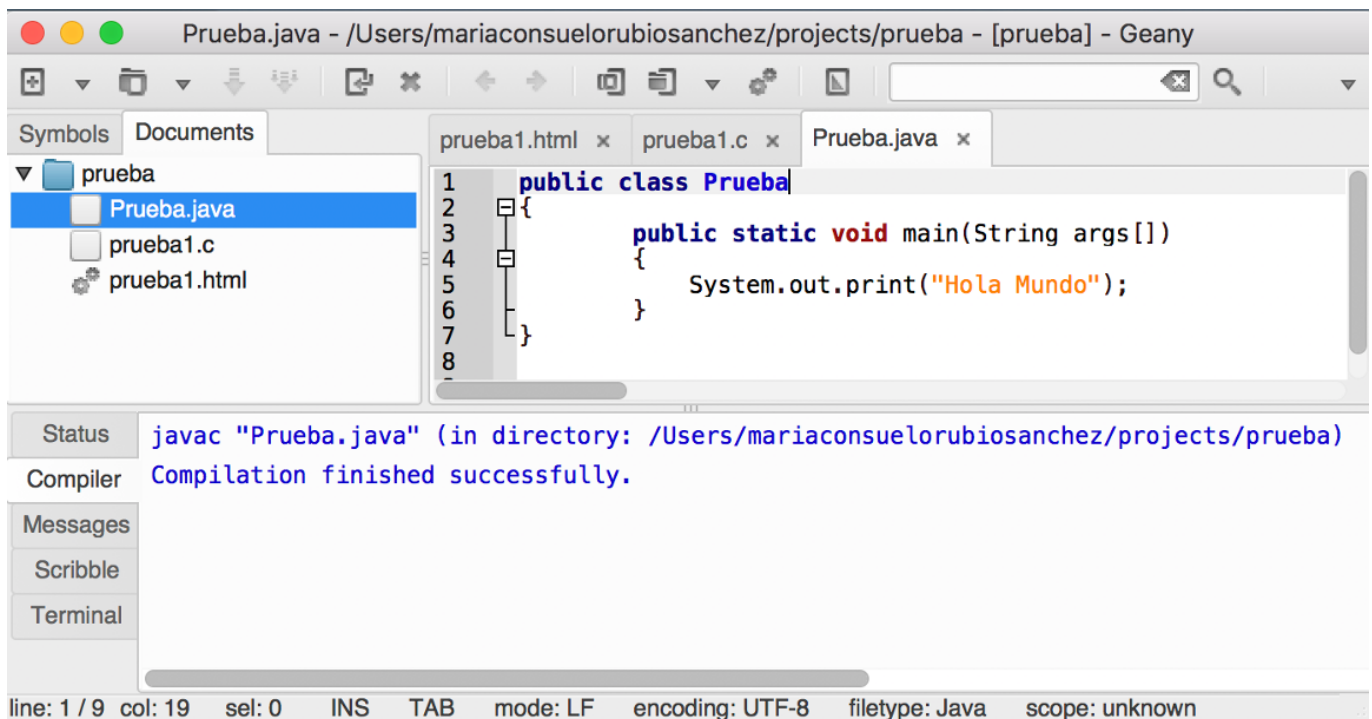 Prueba.java - /Users/mariaconsuelorubiosanchez/projects/prueba - [prueba] - Geany
Symbols Documents
prueba
Prueba.java
prueba1.c
prueba1.html
prueba1.html × prueba1.c × Prueba.java ×
1 public class Prueba
2 {
3 public static void main(String args[])
4 {
5 System.out.print("Hola Mundo");
6 }
7 }
8
Status
Compiler
Messages
Scribble
Terminal
javac "Prueba.java" (in directory: /Users/mariaconsuelorubiosanchez/projects/prueba)
Compilation finished successfully.
line: 1 / 9 col: 19 sel: 0 INS TAB mode: LF encoding: UTF-8 filetype: Java scope: unknown